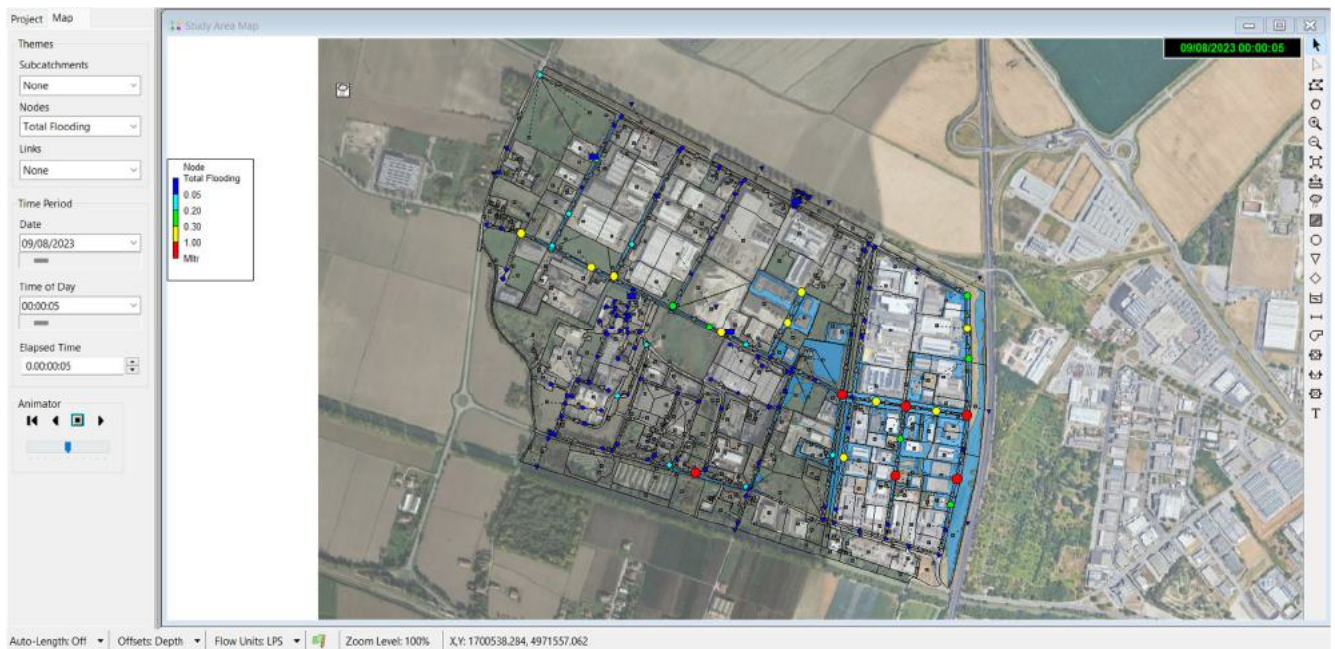 Project Map
Themes
Subcatchments
None
Nodes
Total Flooding
Links
None
Time Period
Date
09/08/2023
Time of Day
00:00:05
Elapsed Time
0.00:00:05
Animator
Study Area Map
09/08/2023 00:00:05
Node
Total Flooding
0.05
0.20
0.30
1.00
Mltr
T
Auto-Length: Off Offsets: Depth Flow Units: LPS Zoom Level: 100% X,Y: 1700538.284, 4971557.062